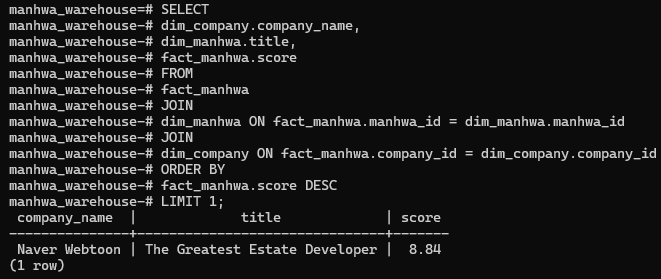 manhwa_warehouse=# SELECT
manhwa_warehouse-# dim_company.company_name,
manhwa_warehouse-# dim_manhwa.title,
manhwa_warehouse-# fact_manhwa.score
manhwa_warehouse-# FROM
manhwa_warehouse-# fact_manhwa
manhwa_warehouse-# JOIN
manhwa_warehouse-# dim_manhwa ON fact_manhwa.manhwa_id = dim_manhwa.manhwa_id
manhwa_warehouse-# JOIN
manhwa_warehouse-# dim_company ON fact_manhwa.company_id = dim_company.company_id
manhwa_warehouse-# ORDER BY
manhwa_warehouse-# fact_manhwa.score DESC
manhwa_warehouse-# LIMIT 1;
 company_name  |             title             | score
---------------+-------------------------------+-------
 Naver Webtoon | The Greatest Estate Developer |  8.84
(1 row)